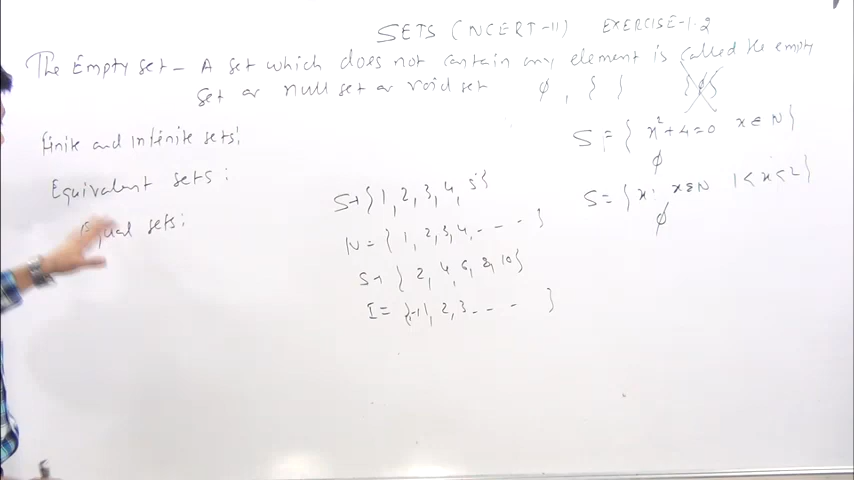 SETS (NCERT-11) EXERCISE-1.2
The Empty set - A set which does not contain any element is called the empty
set or null set or void set φ, { } {φ}
Finite and infinite sets:
Equivalent sets:
Equal sets:
S→{1, 2, 3, 4, 5}
N = {1, 2, 3, 4, - - - - }
S→ {2, 4, 6, 8, 10}
I = {-1, 2, 3 - - - }
S = { x²+4=0 x∈N }
φ
S = { x: x∈N 1<x<2 }
φ